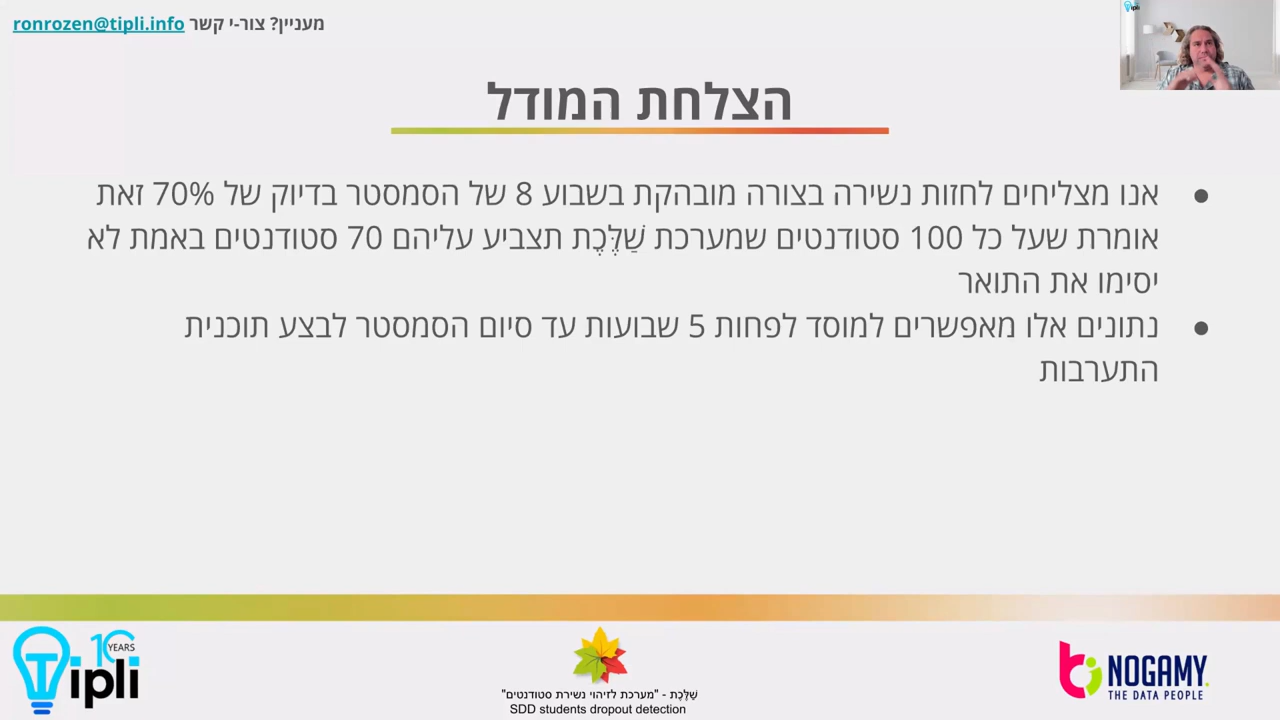 מעניין? צור-י קשר ronrozen@tipli.info
הצלחת המודל
● אנו מצליחים לחזות נשירה בצורה מובהקת בשבוע 8 של הסמסטר בדיוק של 70% זאת
אומרת שעל כל 100 סטודנטים שמערכת שַׁלֶּכֶת תצביע עליהם 70 סטודנטים באמת לא
יסימו את התואר
● נתונים אלו מאפשרים למוסד לפחות 5 שבועות עד סיום הסמסטר לבצע תוכנית
התערבות
Tipli 10 YEARS
שַׁלֶּכֶת - "מערכת לזיהוי נשירת סטודנטים"
SDD students dropout detection
NOGAMY.
THE DATA PEOPLE